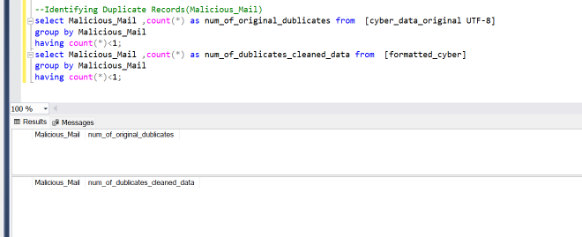 --Identifying Duplicate Records(Malicious_Mail)
select Malicious_Mail ,count(*) as num_of_original_dublicates from  [cyber_data_original UTF-8]
group by Malicious_Mail
having count(*)<1;
select Malicious_Mail ,count(*) as num_of_dublicates_cleaned_data from  [formatted_cyber]
group by Malicious_Mail
having count(*)<1;
100 %
Results Messages
Malicious_Mail num_of_original_dublicates
Malicious_Mail num_of_dublicates_cleaned_data